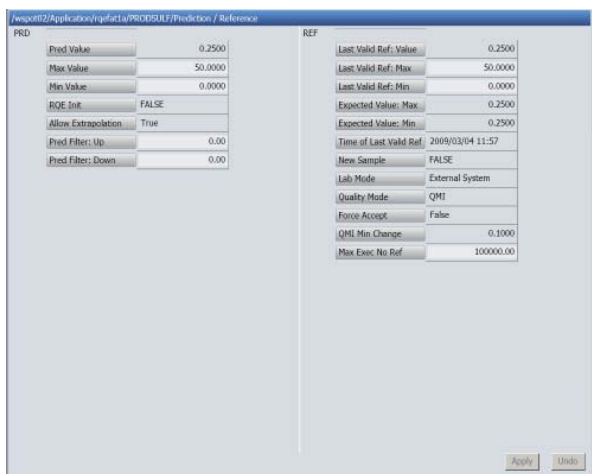 /wspot02/Application/rqefat1a/PRODSULF/Prediction / Reference
PRD
Pred Value 0.2500
Max Value 50.0000
Min Value 0.0000
RQE Init FALSE
Allow Extrapolation True
Pred Filter: Up 0.00
Pred Filter: Down 0.00
REF
Last Valid Ref: Value 0.2500
Last Valid Ref: Max 50.0000
Last Valid Ref: Min 0.0000
Expected Value: Max 0.2500
Expected Value: Min 0.2500
Time of Last Valid Ref 2009/03/04 11:57
New Sample FALSE
Lab Mode External System
Quality Mode QMI
Force Accept False
QMI Min Change 0.1000
Max Exec No Ref 100000.00
Apply Undo